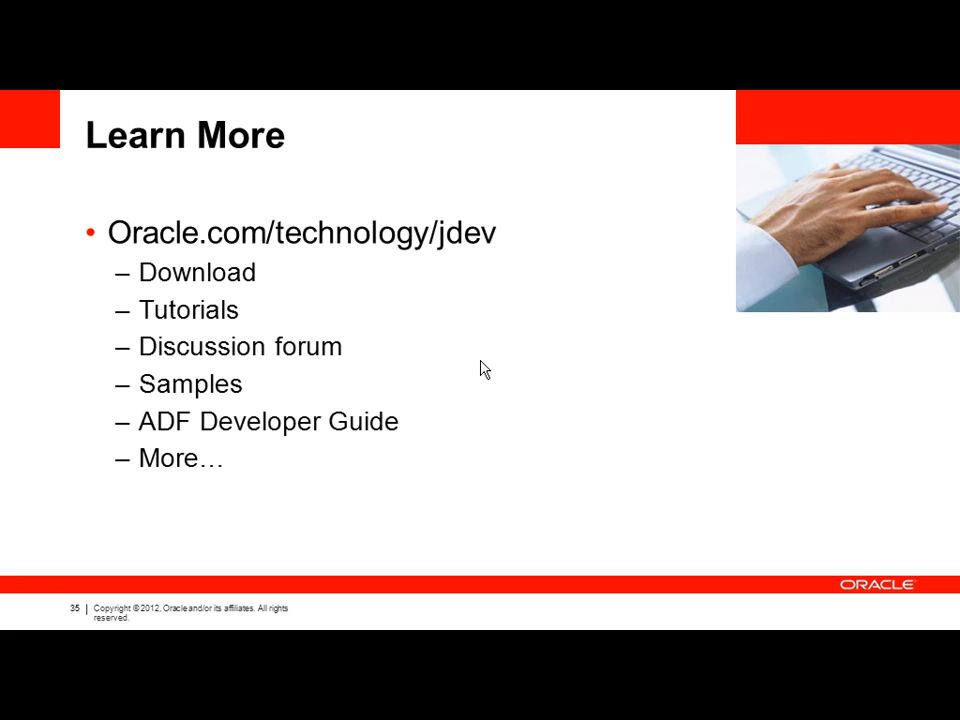 Learn More
• Oracle.com/technology/jdev
– Download
– Tutorials
– Discussion forum
– Samples
– ADF Developer Guide
– More…
ORACLE
35 | Copyright © 2012, Oracle and/or its affiliates. All rights
reserved.